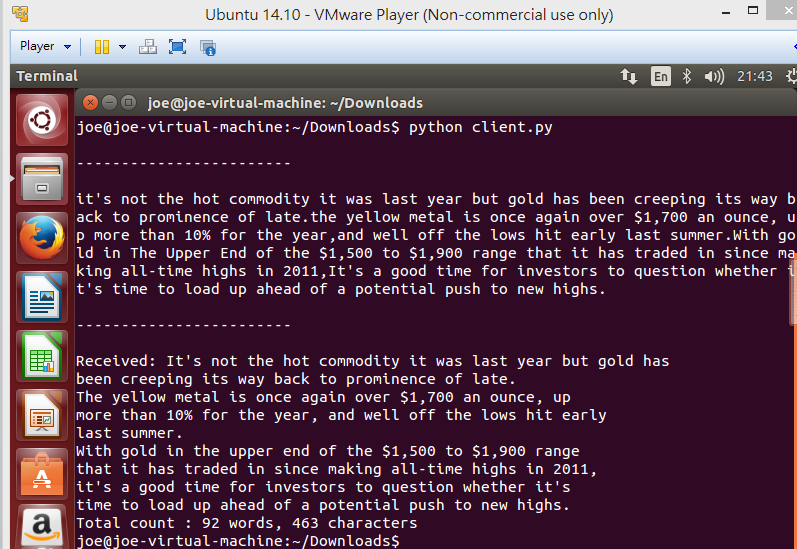 Ubuntu 14.10 - VMware Player (Non-commercial use only)
Player
Terminal
En
21:43
joe@joe-virtual-machine: ~/Downloads
joe@joe-virtual-machine:~/Downloads$ python client.py
------------------------
it's not the hot commodity it was last year but gold has been creeping its way b
ack to prominence of late.the yellow metal is once again over $1,700 an ounce, u
p more than 10% for the year,and well off the lows hit early last summer.With go
ld in The Upper End of the $1,500 to $1,900 range that it has traded in since ma
king all-time highs in 2011,It's a good time for investors to question whether i
t's time to load up ahead of a potential push to new highs.
------------------------
Received: It's not the hot commodity it was last year but gold has
been creeping its way back to prominence of late.
The yellow metal is once again over $1,700 an ounce, up
more than 10% for the year, and well off the lows hit early
last summer.
With gold in the upper end of the $1,500 to $1,900 range
that it has traded in since making all-time highs in 2011,
it's a good time for investors to question whether it's
time to load up ahead of a potential push to new highs.
Total count : 92 words, 463 characters
joe@joe-virtual-machine:~/Downloads$